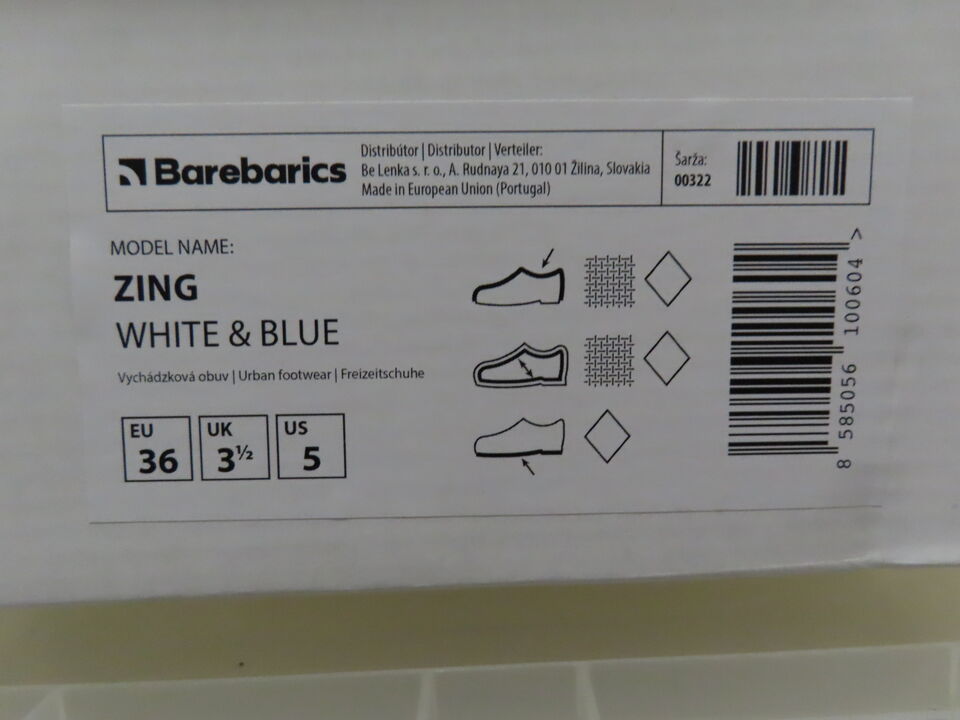 Barebarics
Distribútor | Distributor | Verteiler:
Be Lenka s. r. o., A. Rudnaya 21, 010 01 Žilina, Slovakia
Made in European Union (Portugal)
Šarža:
00322
MODEL NAME:
ZING
WHITE & BLUE
Vychádzková obuv | Urban footwear | Freizeitschuhe
EU
36
UK
3½
US
5
8 585056 100604 >